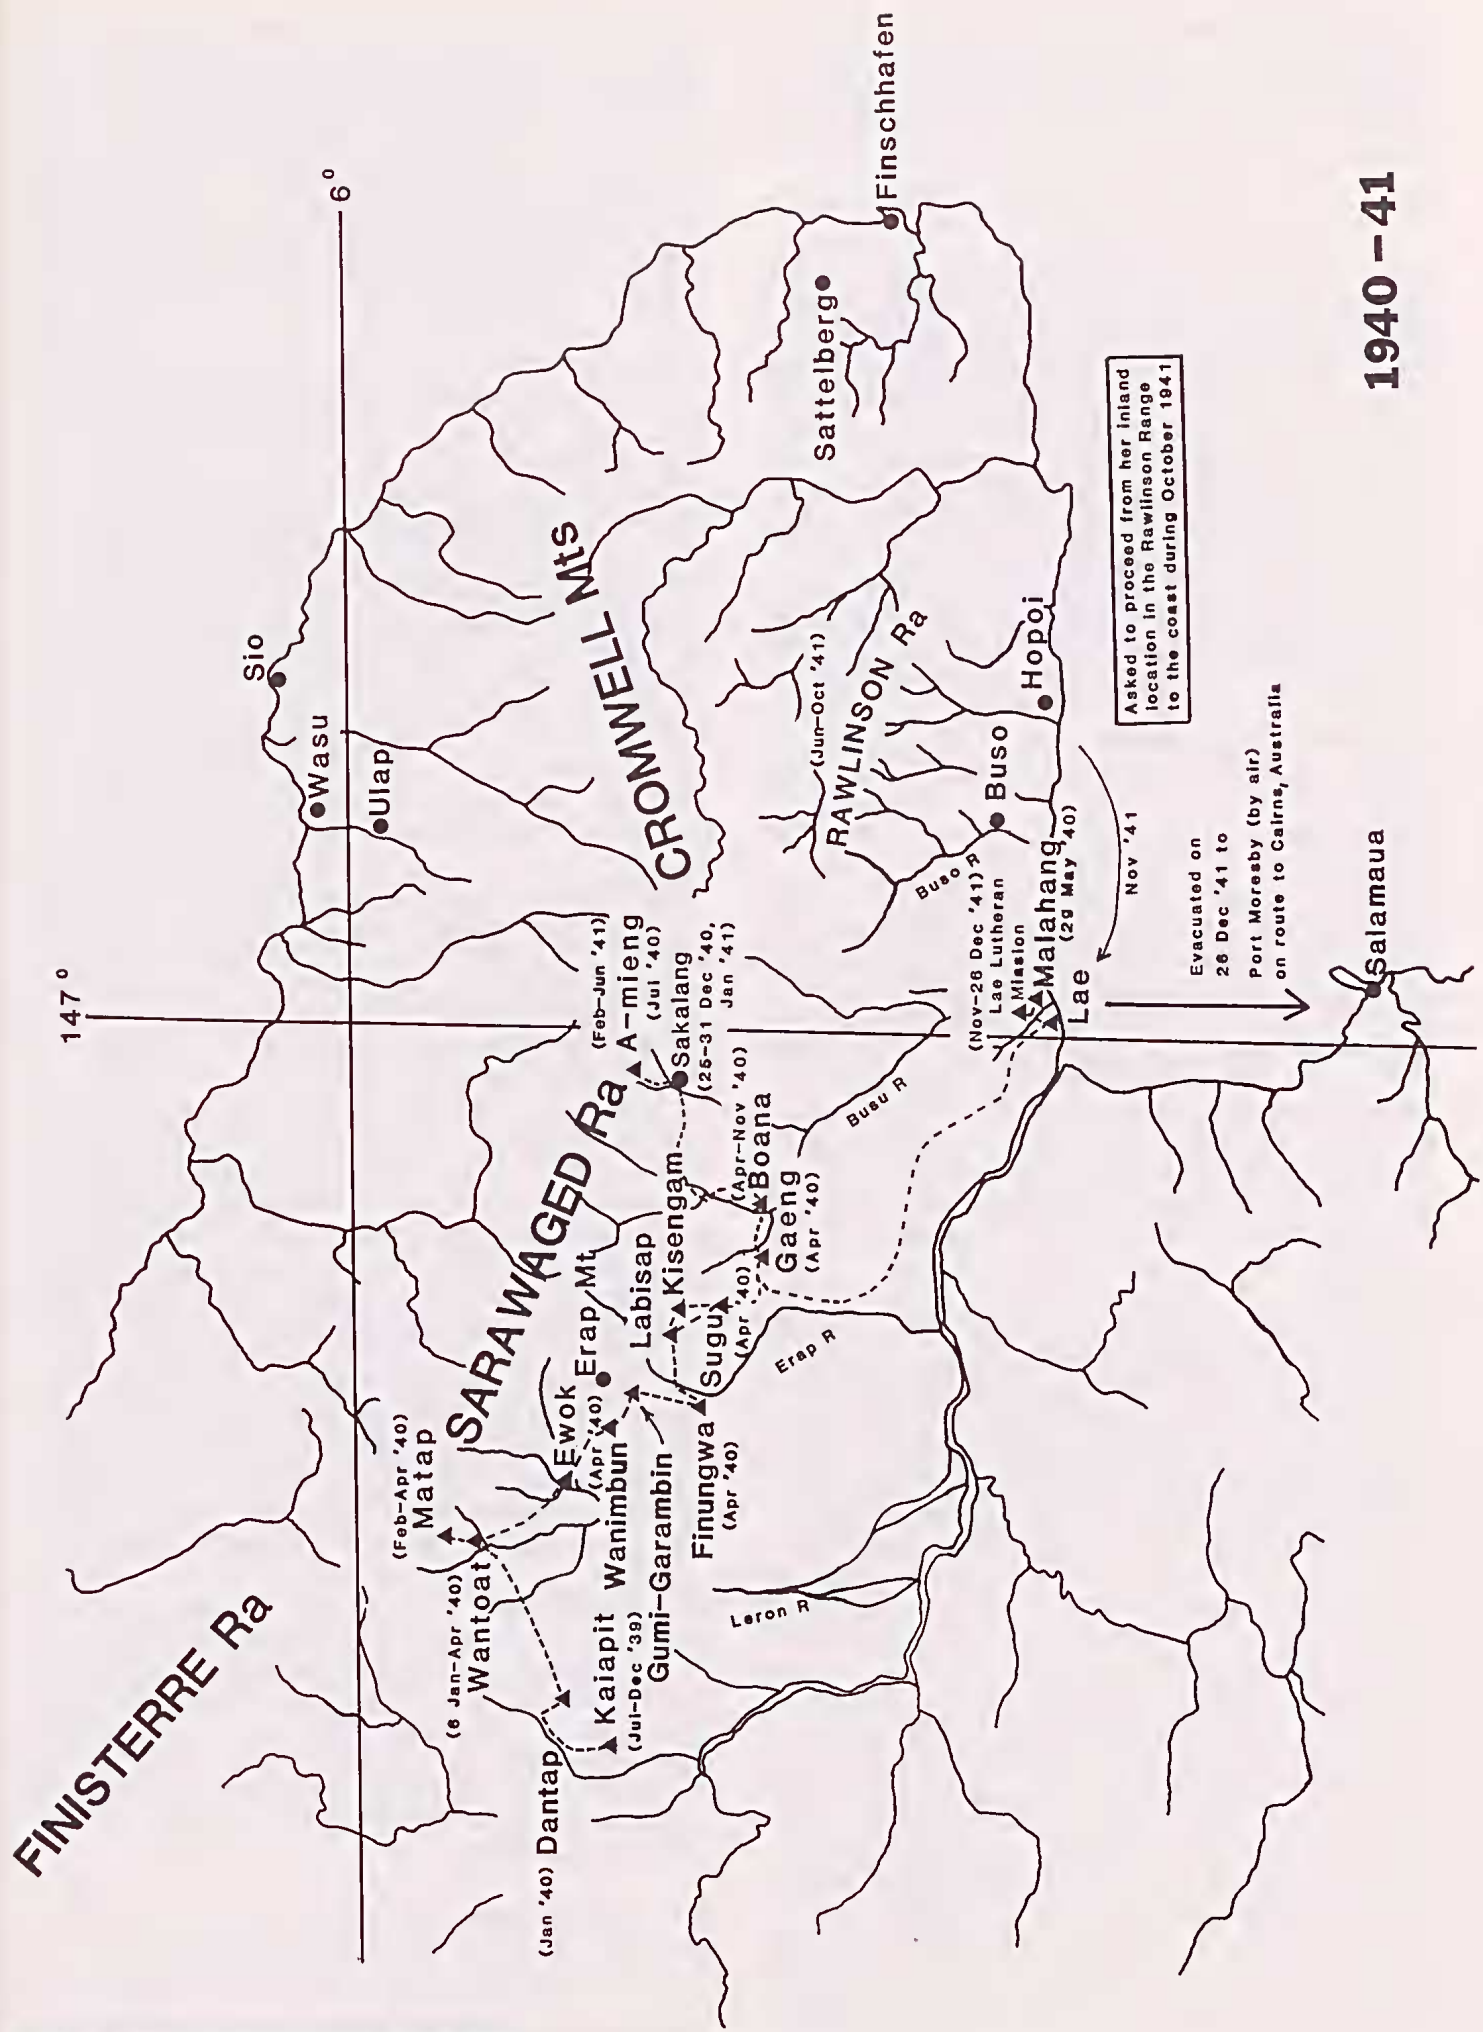 147°
6°
FINISTERRE Ra
SARAWAGED Ra
CROMWELL Mts
RAWLINSON Ra
(Jun-Oct '41)
Sio
Wasu
Ulap
Sattelberg
Finschhafen
Hopoi
Buso
Buso R
(Feb-Apr '40)
Matap
(6 Jan-Apr '40)
Wantoat
(Jan '40) Dantap
Kaiapit
(Jul-Dec '39)
Ewok
(Apr '40)
Wanimbun
Gumi-Garambin
Erap Mt
Finungwa
(Apr '40)
Labisap
Kisengam
Sugu
(Apr '40)
Gaeng
(Apr '40)
(Apr-Nov '40)
Boana
(Feb-Jun '41)
A-mieng
(Jul '40)
Sakalang
(25-31 Dec '40,
Jan '41)
Busu R
Erap R
Leron R
(Nov-26 Dec '41)
Lae Lutheran
Mission
Malahang
(29 May '40)
Lae
Nov '41
Asked to proceed from her inland
location in the Rawlinson Range
to the coast during October 1941
Evacuated on
26 Dec '41 to
Port Moresby (by air)
on route to Cairns, Australia
Salamaua
1940-41